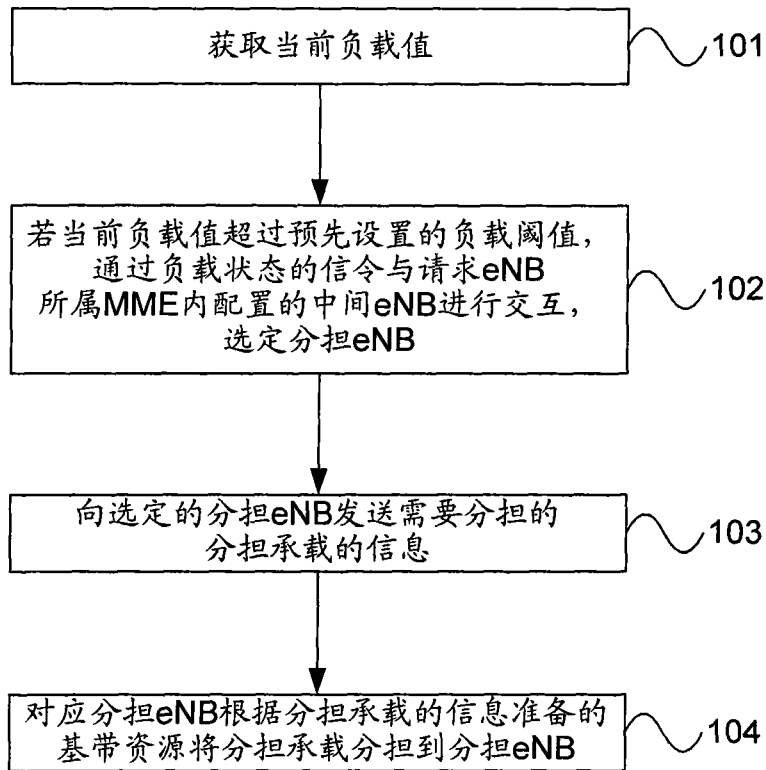 获取当前负载值
101
若当前负载值超过预先设置的负载阈值，
通过负载状态的信令与请求eNB
所属MME内配置的中间eNB进行交互，
选定分担eNB
102
向选定的分担eNB发送需要分担的
分担承载的信息
103
对应分担eNB根据分担承载的信息准备的
基带资源将分担承载分担到分担eNB
104